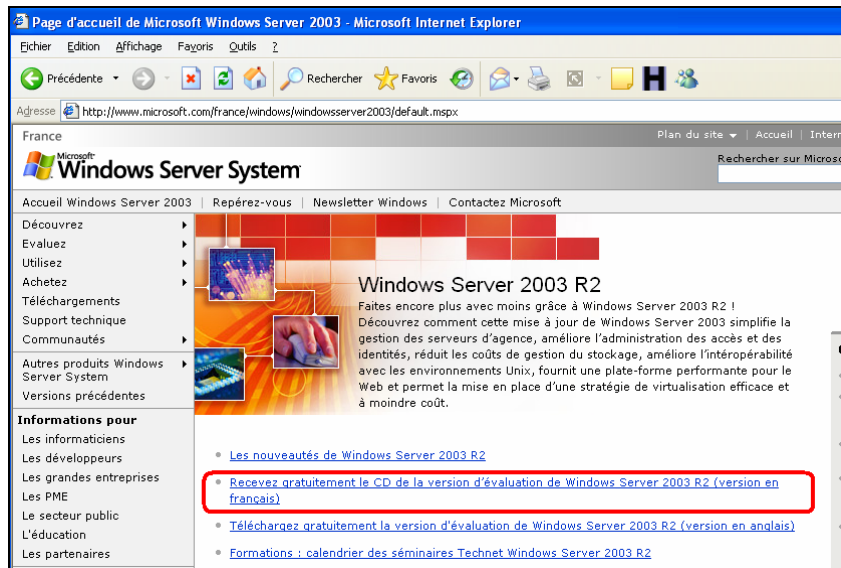 Page d'accueil de Microsoft Windows Server 2003 - Microsoft Internet Explorer
Fichier Edition Affichage Favoris Outils ?
Précédente Rechercher Favoris
Adresse http://www.microsoft.com/france/windows/windowsserver2003/default.mspx
France Plan du site | Accueil | Intern
Microsoft
Windows Server System
Rechercher sur Microso
Accueil Windows Server 2003 | Repérez-vous | Newsletter Windows | Contactez Microsoft
Découvrez
Evaluez
Utilisez
Achetez
Téléchargements
Support technique
Communautés
Autres produits Windows
Server System
Versions précédentes
Informations pour
Les informaticiens
Les développeurs
Les grandes entreprises
Les PME
Le secteur public
L'éducation
Les partenaires
Windows Server 2003 R2
Faites encore plus avec moins grâce à Windows Server 2003 R2 !
Découvrez comment cette mise à jour de Windows Server 2003 simplifie la
gestion des serveurs d'agence, améliore l'administration des accès et des
identités, réduit les coûts de gestion du stockage, améliore l'intéropérabilité
avec les environnements Unix, fournit une plate-forme performante pour le
Web et permet la mise en place d'une stratégie de virtualisation efficace et
à moindre coût.
Les nouveautés de Windows Server 2003 R2
Recevez gratuitement le CD de la version d'évaluation de Windows Server 2003 R2 (version en
français)
Téléchargez gratuitement la version d'évaluation de Windows Server 2003 R2 (version en anglais)
Formations : calendrier des séminaires Technet Windows Server 2003 R2